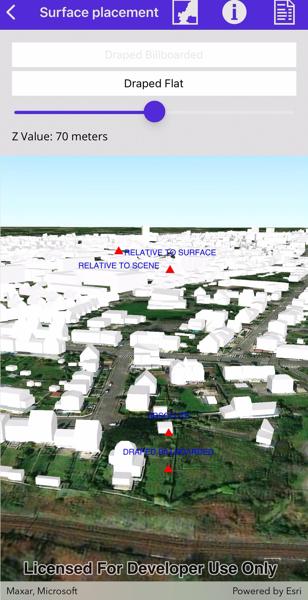 Surface placement
Draped Billboarded
Draped Flat
Z Value: 70 meters
RELATIVE TO SURFACE
RELATIVE TO SCENE
DRAPED BILLBOARDED
Licensed For Developer Use Only
Maxar, Microsoft
Powered by Esri